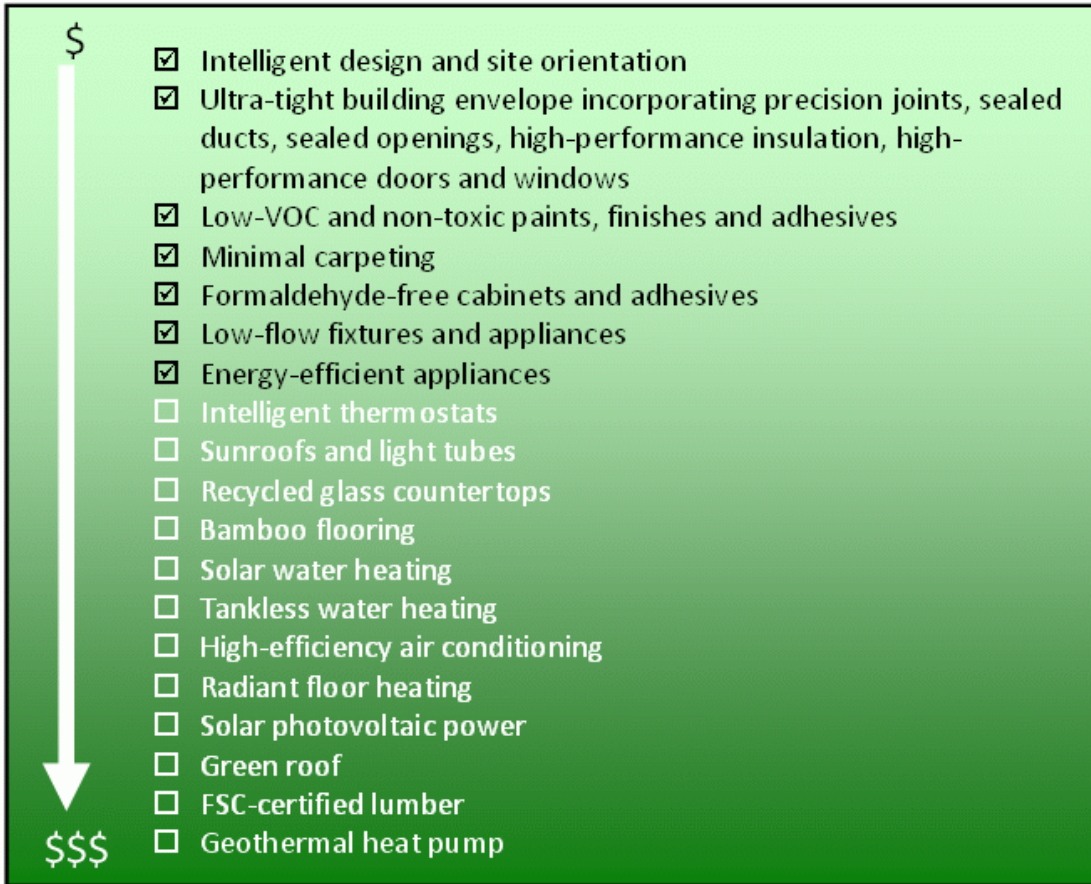 $
☑ Intelligent design and site orientation
☑ Ultra-tight building envelope incorporating precision joints, sealed
ducts, sealed openings, high-performance insulation, high-
performance doors and windows
☑ Low-VOC and non-toxic paints, finishes and adhesives
☑ Minimal carpeting
☑ Formaldehyde-free cabinets and adhesives
☑ Low-flow fixtures and appliances
☑ Energy-efficient appliances
☐ Intelligent thermostats
☐ Sunroofs and light tubes
☐ Recycled glass countertops
☐ Bamboo flooring
☐ Solar water heating
☐ Tankless water heating
☐ High-efficiency air conditioning
☐ Radiant floor heating
☐ Solar photovoltaic power
☐ Green roof
☐ FSC-certified lumber
$$$ ☐ Geothermal heat pump